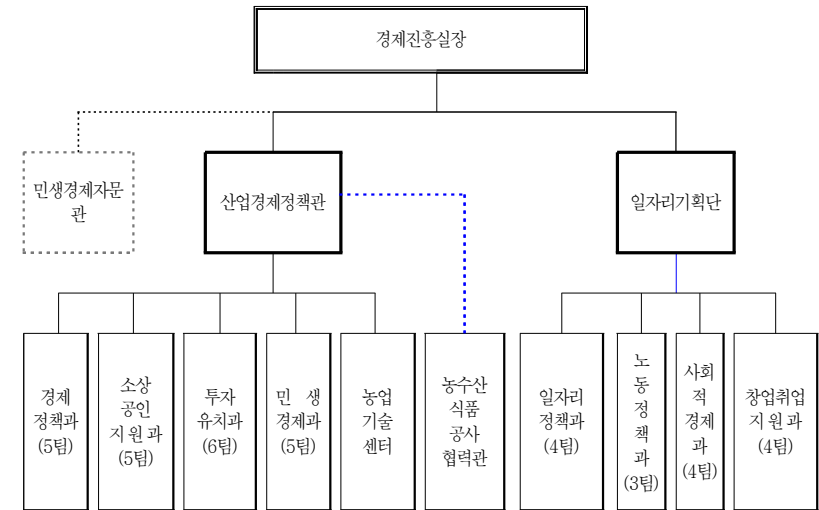 경제진흥실장
민생경제자문
관
산업경제정책관
일자리기획단
경제
정책과
(5팀)
소상
공인
지원과
(5팀)
투자
유치과
(6팀)
민 생
경제과
(5팀)
농업
기술
센터
농수산
식품
공사
협력관
일자리
정책과
(4팀)
노
동
정
책
과
(3팀)
사회
적
경제
과
(4팀)
창업취업
지원과
(4팀)